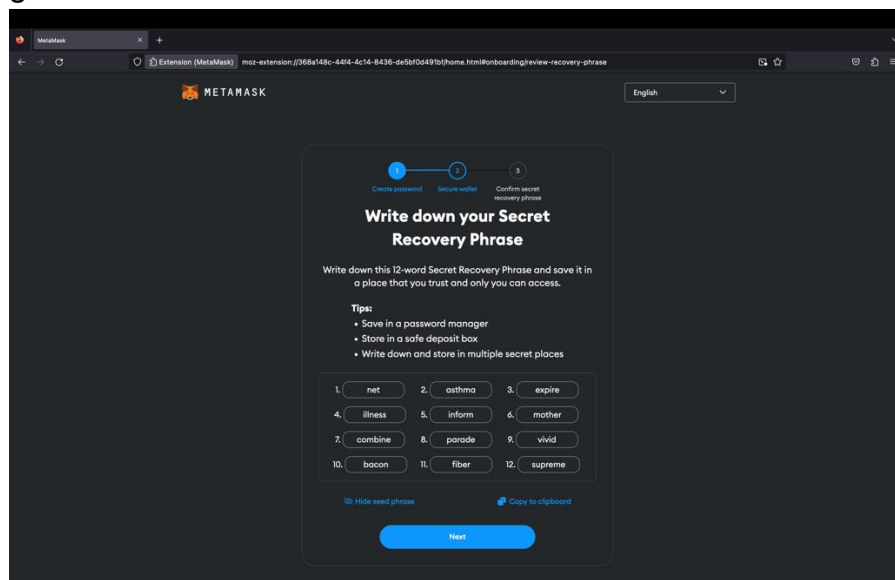 MetaMask
Extension (MetaMask) moz-extension://368a148c-44f4-4c14-8436-de5bf0d491bf/home.html#onboarding/review-recovery-phrase
METAMASK English
1 2 3
Create password Secure wallet Confirm secret
recovery phrase
Write down your Secret
Recovery Phrase
Write down this 12-word Secret Recovery Phrase and save it in
a place that you trust and only you can access.
Tips:
• Save in a password manager
• Store in a safe deposit box
• Write down and store in multiple secret places
1. net 2. asthma 3. expire
4. illness 5. inform 6. mother
7. combine 8. parade 9. vivid
10. bacon 11. fiber 12. supreme
Hide seed phrase Copy to clipboard
Next